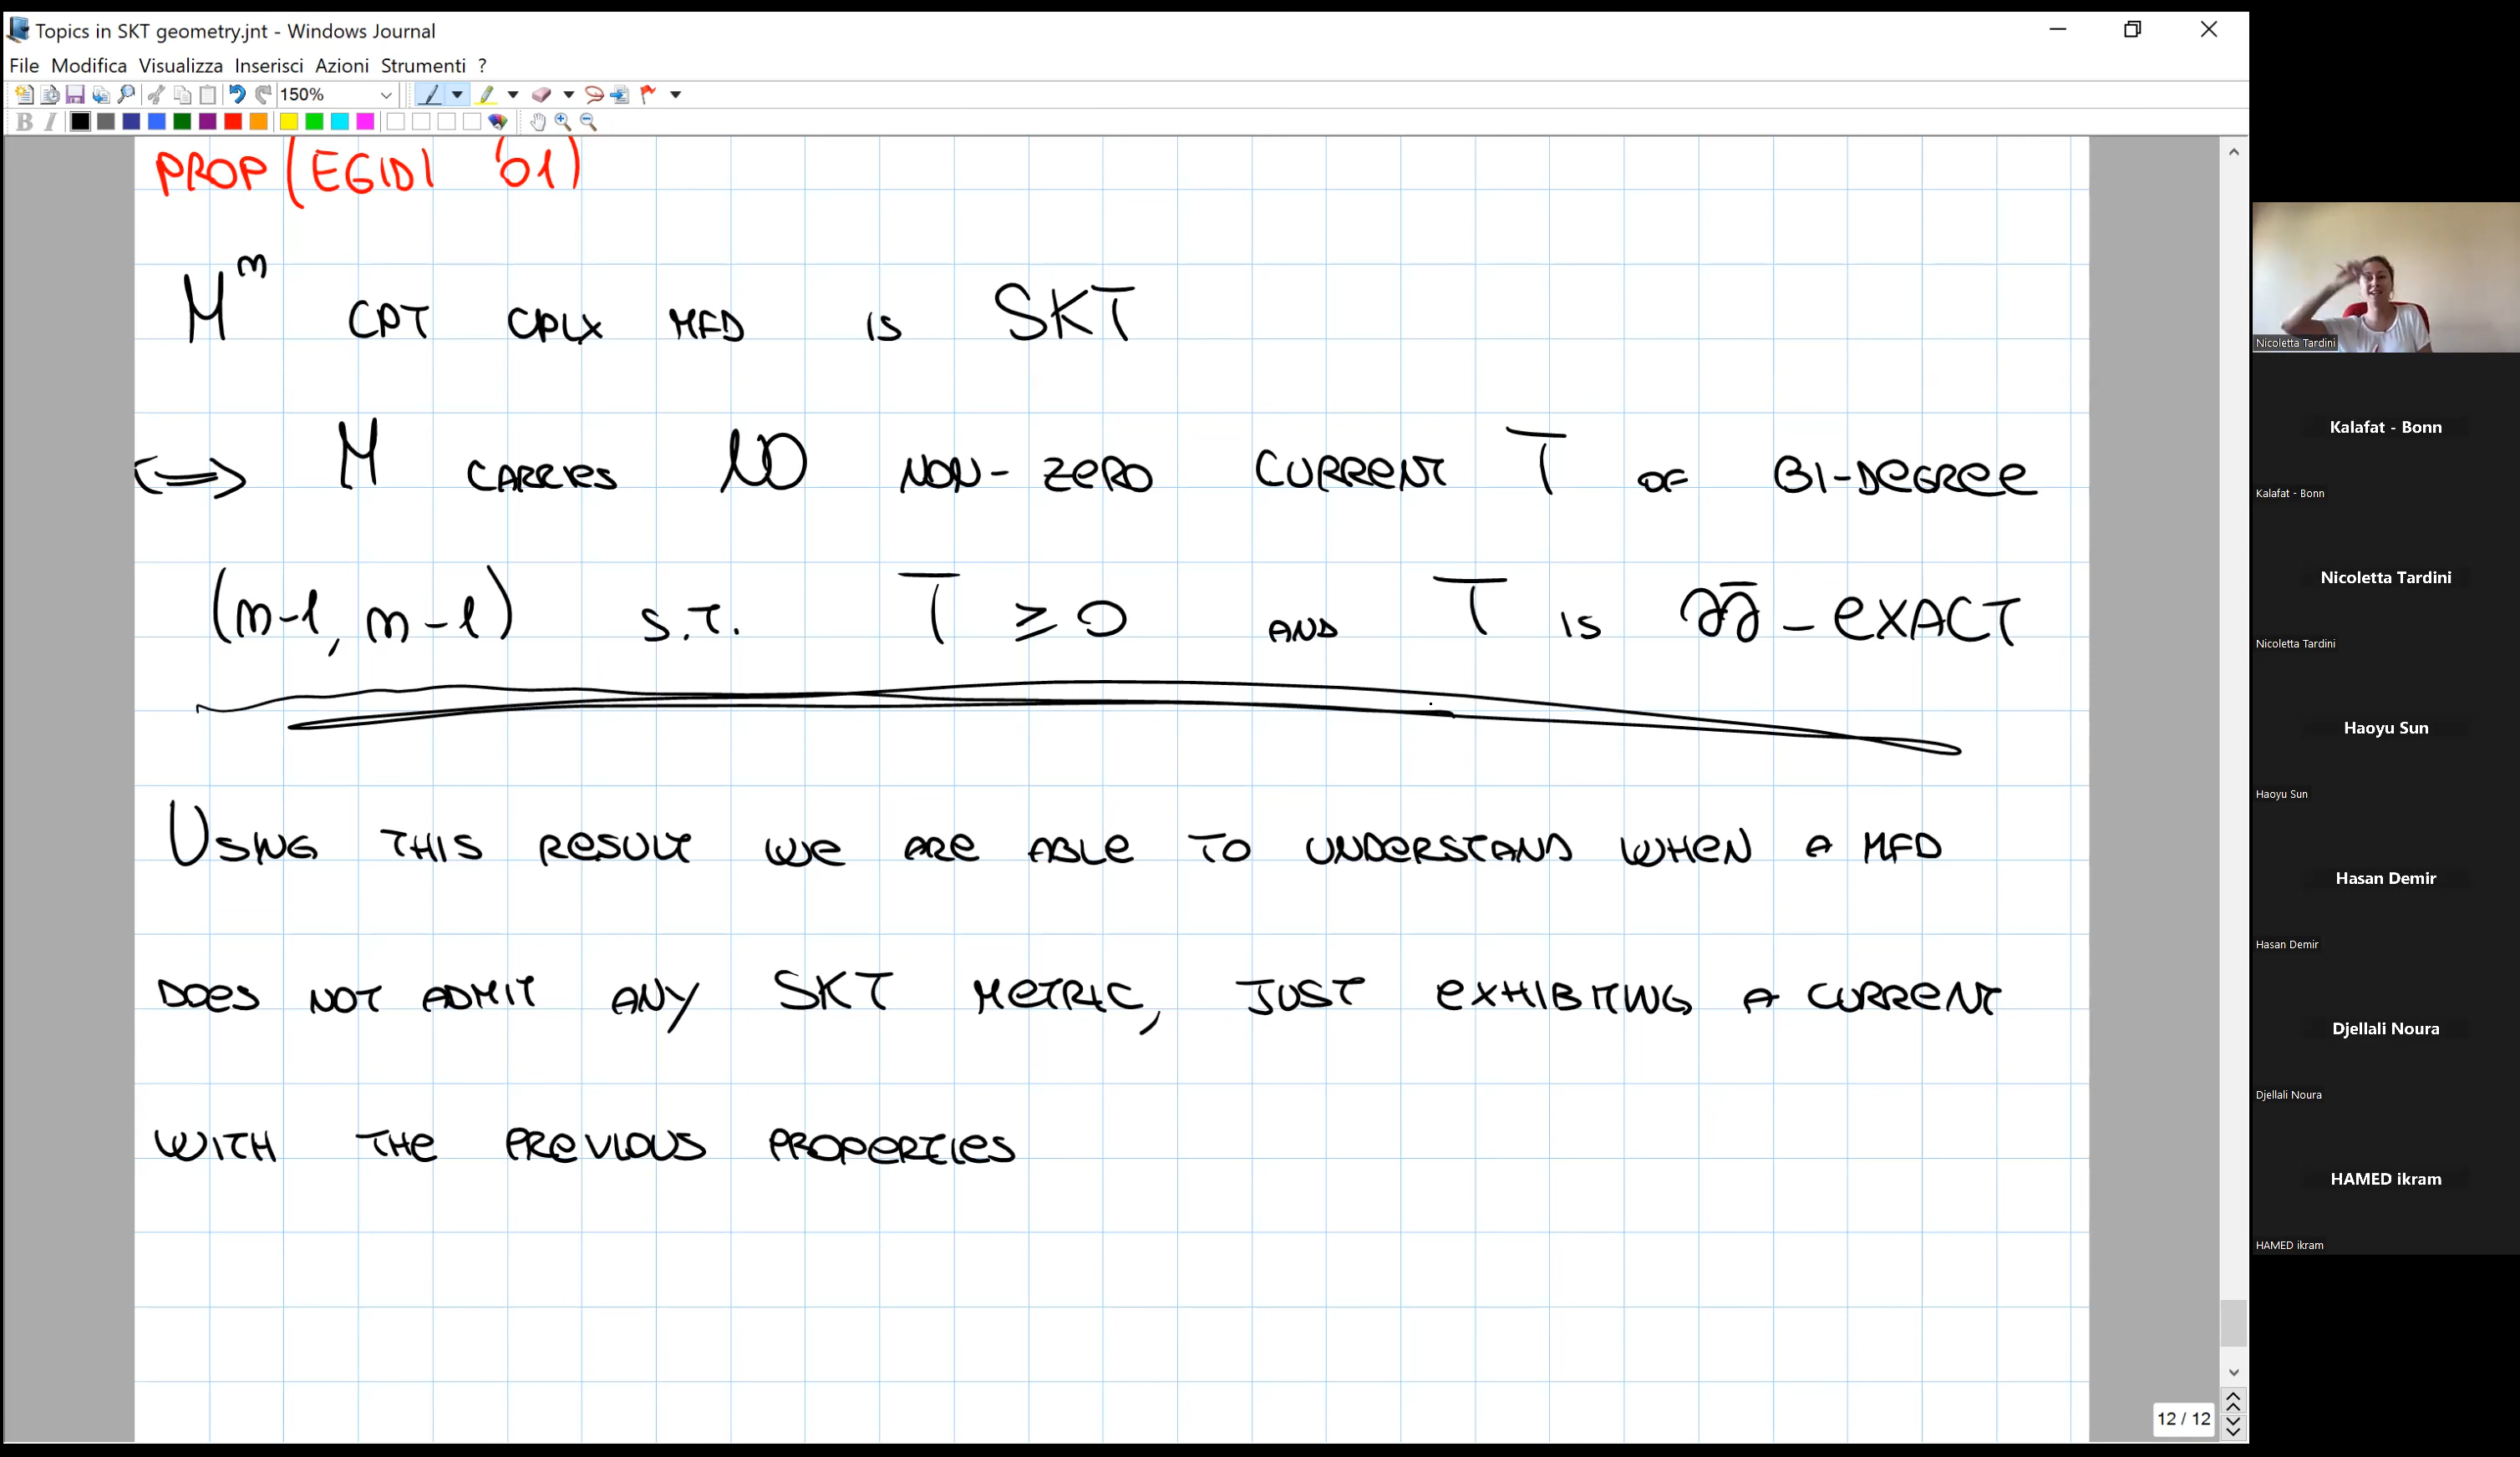 Topics in SKT geometry.jnt - Windows Journal
File Modifica Visualizza Inserisci Azioni Strumenti ?
150%
B I
PROP (EGIDI '01)
M^m CPT CPLX MFD IS SKT
⟺ M CARRIES NO NON-ZERO CURRENT T OF BI-DEGREE
(m-1, m-1) S.T. T ≥ 0 AND T IS ∂∂̄-EXACT
USING THIS RESULT WE ARE ABLE TO UNDERSTAND WHEN A MFD
DOES NOT ADMIT ANY SKT METRIC, JUST EXHIBITING A CURRENT
WITH THE PREVIOUS PROPERTIES
12 / 12
Nicoletta Tardini
Kalafat - Bonn
Kalafat - Bonn
Nicoletta Tardini
Nicoletta Tardini
Haoyu Sun
Haoyu Sun
Hasan Demir
Hasan Demir
Djellali Noura
Djellali Noura
HAMED ikram
HAMED ikram